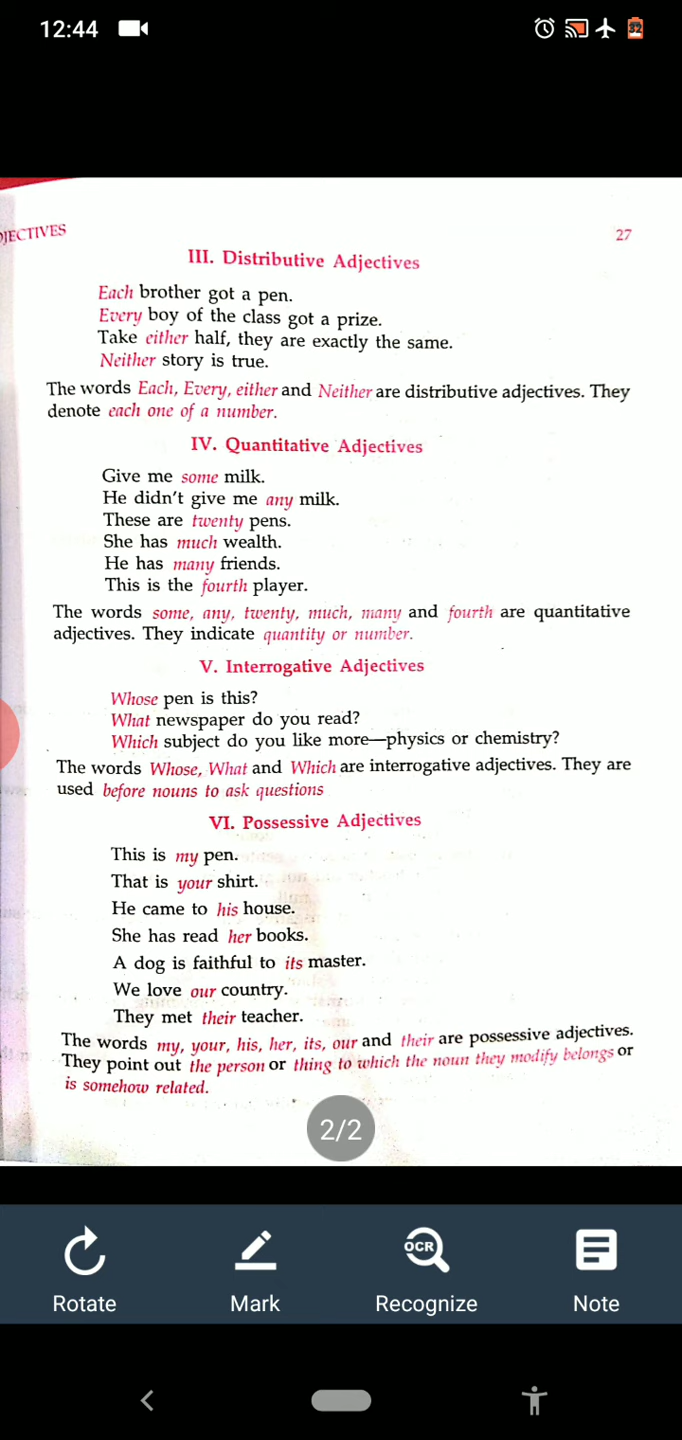 12:44
32
DJECTIVES
27
III. Distributive Adjectives
Each brother got a pen.
Every boy of the class got a prize.
Take either half, they are exactly the same.
Neither story is true.
The words Each, Every, either and Neither are distributive adjectives. They
denote each one of a number.
IV. Quantitative Adjectives
Give me some milk.
He didn't give me any milk.
These are twenty pens.
She has much wealth.
He has many friends.
This is the fourth player.
The words some, any, twenty, much, many and fourth are quantitative
adjectives. They indicate quantity or number.
V. Interrogative Adjectives
Whose pen is this?
What newspaper do you read?
Which subject do you like more—physics or chemistry?
The words Whose, What and Which are interrogative adjectives. They are
used before nouns to ask questions
VI. Possessive Adjectives
This is my pen.
That is your shirt.
He came to his house.
She has read her books.
A dog is faithful to its master.
We love our country.
They met their teacher.
The words my, your, his, her, its, our and their are possessive adjectives.
They point out the person or thing to which the noun they modify belongs or
is somehow related.
2/2
OCR
Rotate Mark Recognize Note